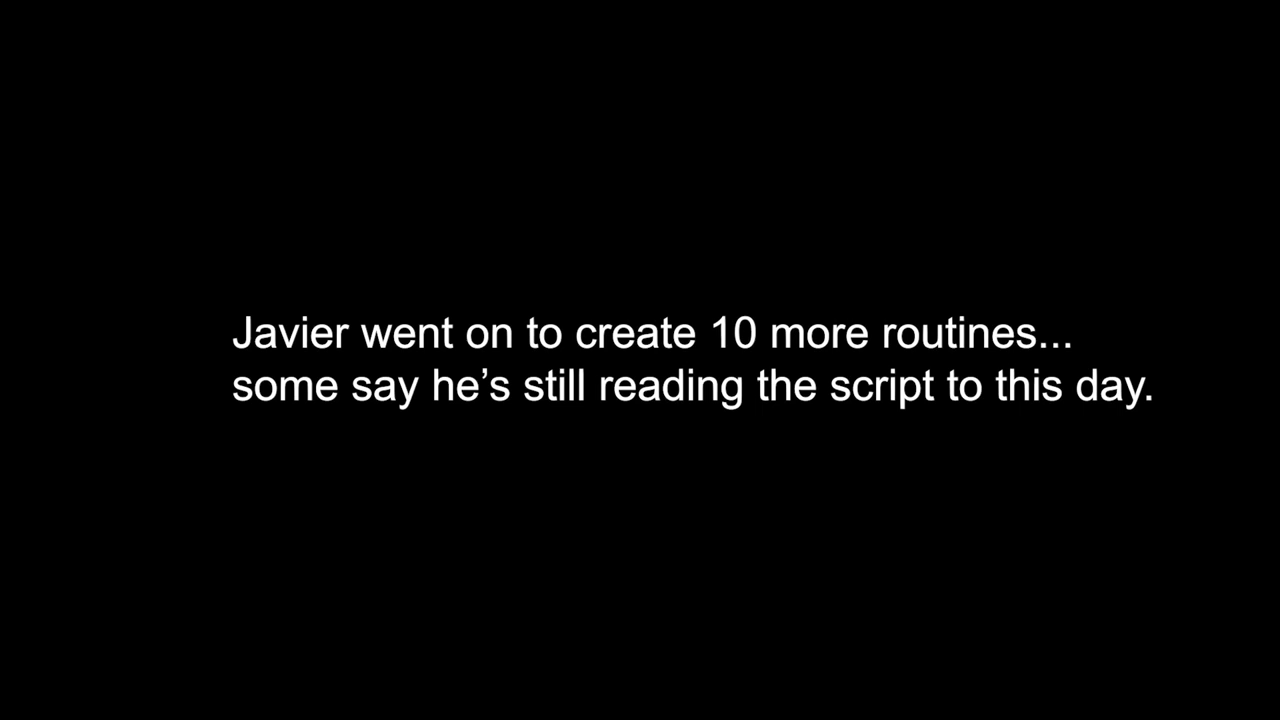 Javier went on to create 10 more routines...
some say he’s still reading the script to this day.